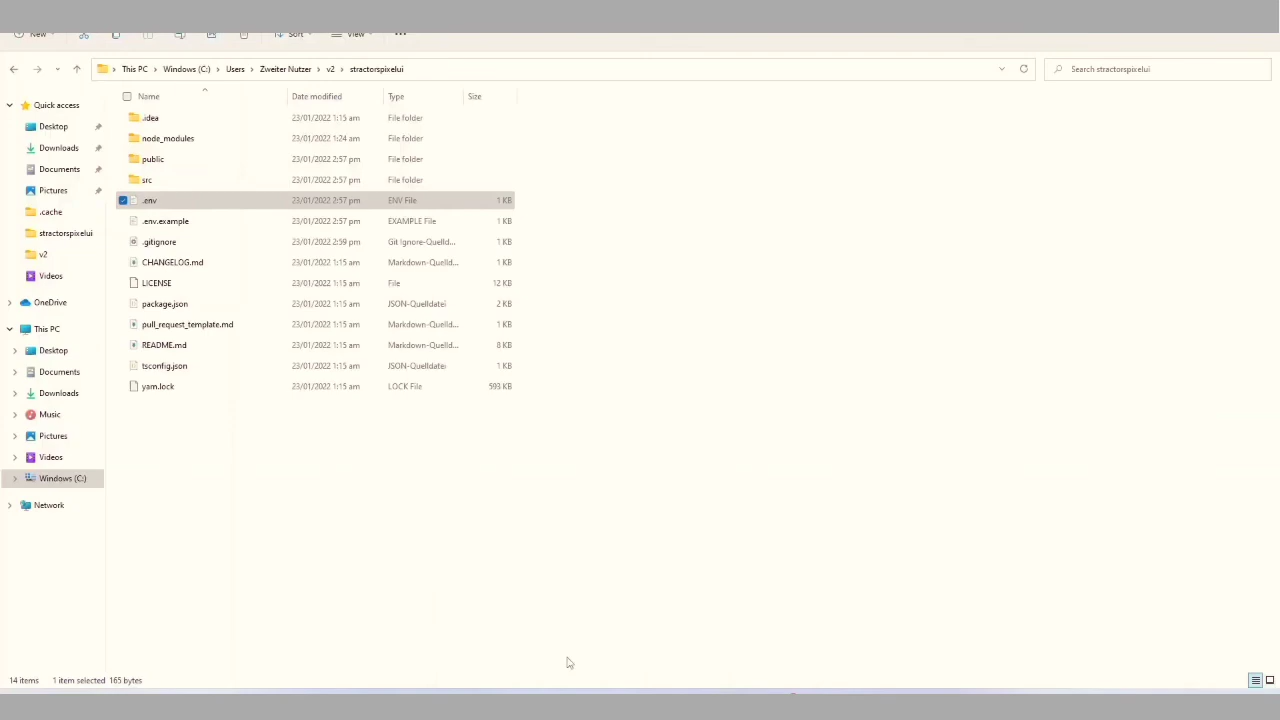 New Sort View
This PC Windows (C:) Users Zweiter Nutzer v2 stractorspixelui Search stractorspixelui
Name Date modified Type Size
Quick access
Desktop
Downloads
Documents
Pictures
.cache
stractorspixelui
v2
Videos
OneDrive
This PC
Desktop
Documents
Downloads
Music
Pictures
Videos
Windows (C:)
Network
.idea 23/01/2022 1:15 am File folder
node_modules 23/01/2022 1:24 am File folder
public 23/01/2022 2:57 pm File folder
src 23/01/2022 2:57 pm File folder
.env 23/01/2022 2:57 pm ENV File 1 KB
.env.example 23/01/2022 2:57 pm EXAMPLE File 1 KB
.gitignore 23/01/2022 2:59 pm Git Ignore-Quelld... 1 KB
CHANGELOG.md 23/01/2022 1:15 am Markdown-Quelld... 1 KB
LICENSE 23/01/2022 1:15 am File 12 KB
package.json 23/01/2022 1:15 am JSON-Quelldatei 2 KB
pull_request_template.md 23/01/2022 1:15 am Markdown-Quelld... 1 KB
README.md 23/01/2022 1:15 am Markdown-Quelld... 8 KB
tsconfig.json 23/01/2022 1:15 am JSON-Quelldatei 1 KB
yarn.lock 23/01/2022 1:15 am LOCK File 593 KB
14 items 1 item selected 165 bytes